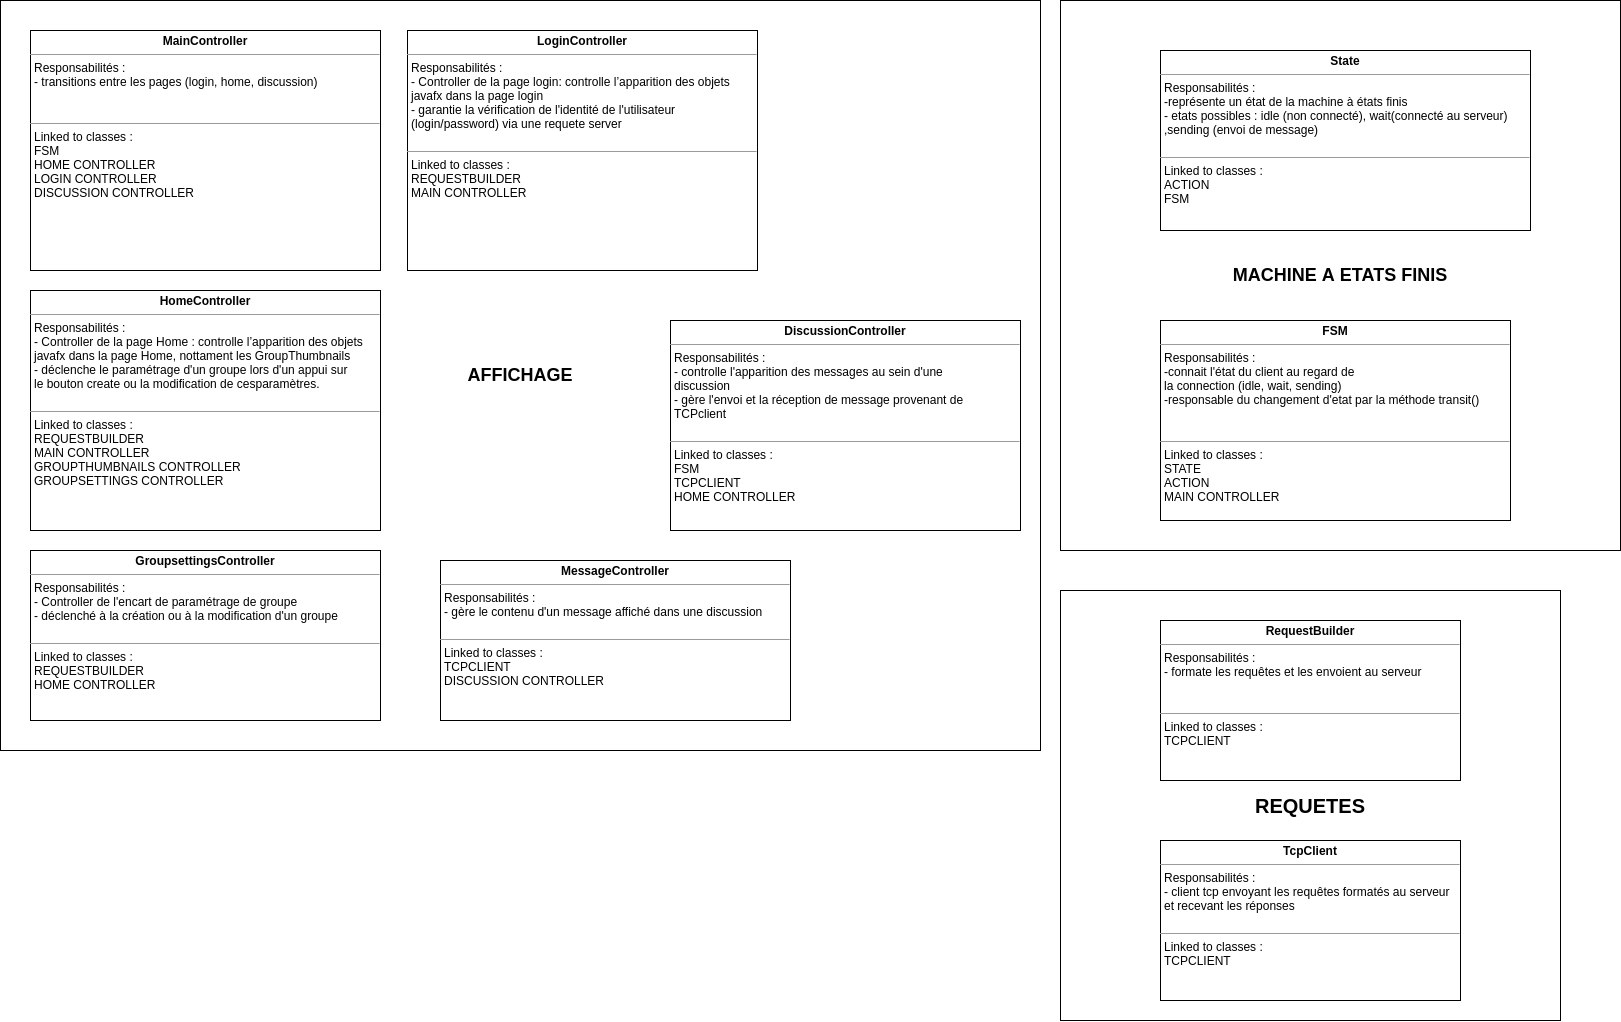 MainController
Responsabilités :
- transitions entre les pages (login, home, discussion)
Linked to classes :
FSM
HOME CONTROLLER
LOGIN CONTROLLER
DISCUSSION CONTROLLER
LoginController
Responsabilités :
- Controller de la page login: controlle l’apparition des objets
javafx dans la page login
- garantie la vérification de l'identité de l'utilisateur
(login/password) via une requete server
Linked to classes :
REQUESTBUILDER
MAIN CONTROLLER
HomeController
Responsabilités :
- Controller de la page Home : controlle l’apparition des objets
javafx dans la page Home, nottament les GroupThumbnails
- déclenche le paramétrage d'un groupe lors d'un appui sur
le bouton create ou la modification de cesparamètres.
Linked to classes :
REQUESTBUILDER
MAIN CONTROLLER
GROUPTHUMBNAILS CONTROLLER
GROUPSETTINGS CONTROLLER
AFFICHAGE
DiscussionController
Responsabilités :
- controlle l'apparition des messages au sein d'une
discussion
- gère l'envoi et la réception de message provenant de
TCPclient
Linked to classes :
FSM
TCPCLIENT
HOME CONTROLLER
GroupsettingsController
Responsabilités :
- Controller de l'encart de paramétrage de groupe
- déclenché à la création ou à la modification d'un groupe
Linked to classes :
REQUESTBUILDER
HOME CONTROLLER
MessageController
Responsabilités :
- gère le contenu d'un message affiché dans une discussion
Linked to classes :
TCPCLIENT
DISCUSSION CONTROLLER
State
Responsabilités :
-représente un état de la machine à états finis
- etats possibles : idle (non connecté), wait(connecté au serveur)
,sending (envoi de message)
Linked to classes :
ACTION
FSM
MACHINE A ETATS FINIS
FSM
Responsabilités :
-connait l'état du client au regard de
la connection (idle, wait, sending)
-responsable du changement d'etat par la méthode transit()
Linked to classes :
STATE
ACTION
MAIN CONTROLLER
RequestBuilder
Responsabilités :
- formate les requêtes et les envoient au serveur
Linked to classes :
TCPCLIENT
REQUETES
TcpClient
Responsabilités :
- client tcp envoyant les requêtes formatés au serveur
et recevant les réponses
Linked to classes :
TCPCLIENT